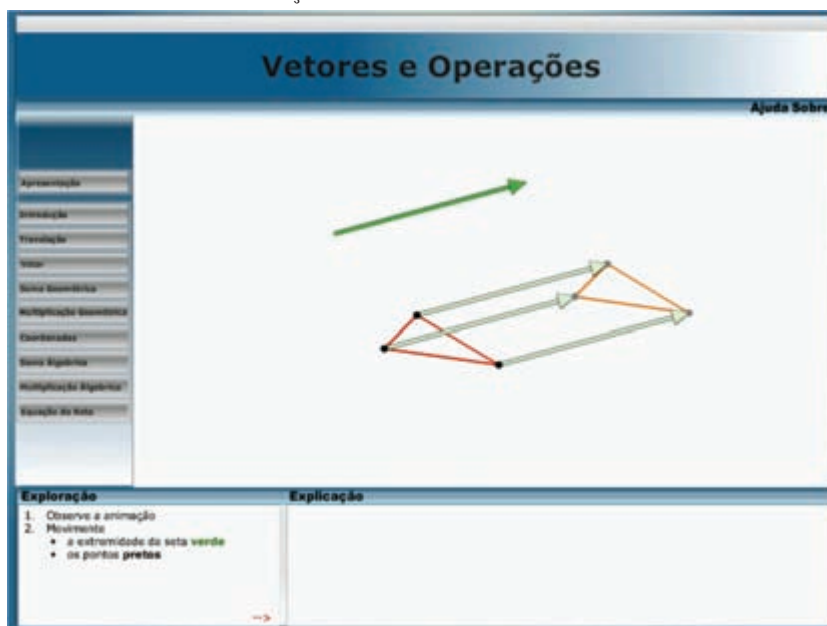 Vetores e Operações
Ajuda Sobre
Apresentação
Introdução
Translação
Vetor
Soma Geométrica
Multiplicação Geométrica
Coordenadas
Soma Algébrica
Multiplicação Algébrica
Equação da Reta
Exploração
1. Observe a animação
2. Movimente
• a extremidade da seta verde
• os pontos pretos
-->
Explicação